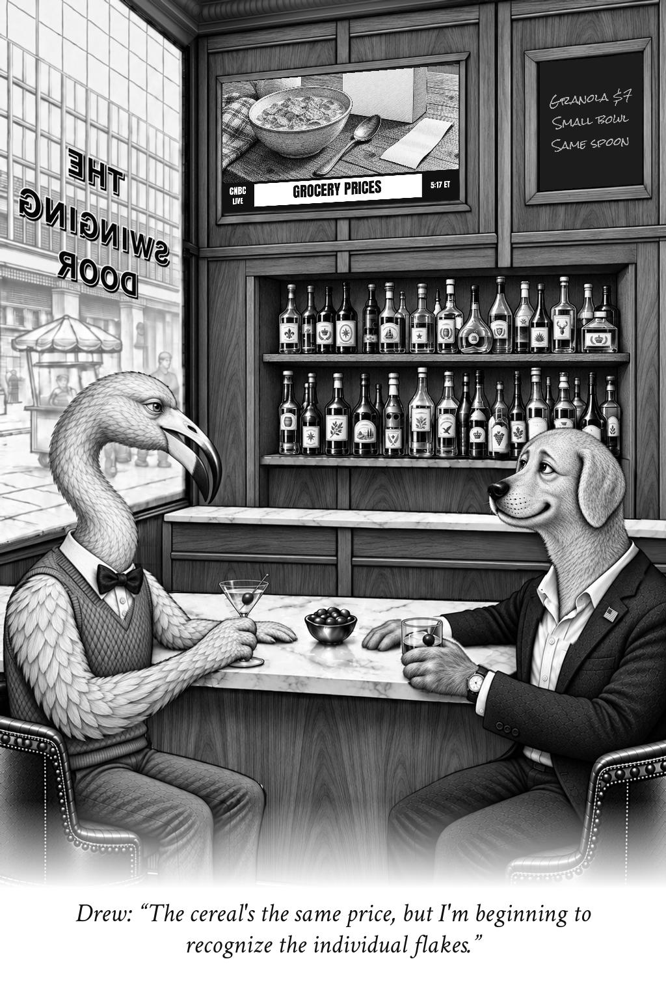 THE
SWINGING
DOOR
CNBC
LIVE
GROCERY PRICES
5:17 ET
GRANOLA $7
SMALL BOWL
SAME SPOON
Drew: “The cereal's the same price, but I'm beginning to
recognize the individual flakes.”